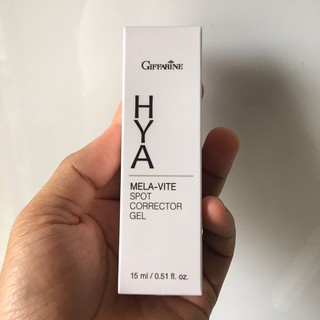 GIFFARINE
HYA
MELA-VITE
SPOT
CORRECTOR
GEL
15 ml / 0.51 fl. oz.